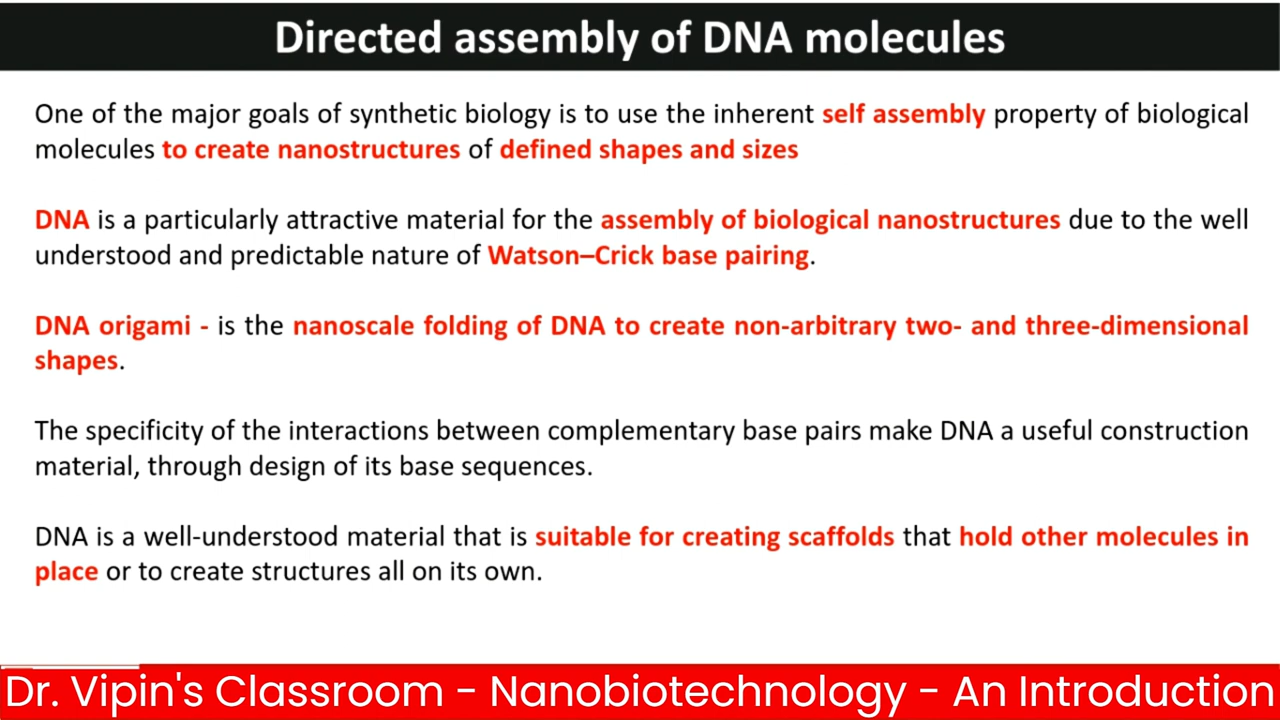 Directed assembly of DNA molecules
One of the major goals of synthetic biology is to use the inherent self assembly property of biological
molecules to create nanostructures of defined shapes and sizes
DNA is a particularly attractive material for the assembly of biological nanostructures due to the well
understood and predictable nature of Watson–Crick base pairing.
DNA origami - is the nanoscale folding of DNA to create non-arbitrary two- and three-dimensional
shapes.
The specificity of the interactions between complementary base pairs make DNA a useful construction
material, through design of its base sequences.
DNA is a well-understood material that is suitable for creating scaffolds that hold other molecules in
place or to create structures all on its own.
Dr. Vipin's Classroom - Nanobiotechnology - An Introduction